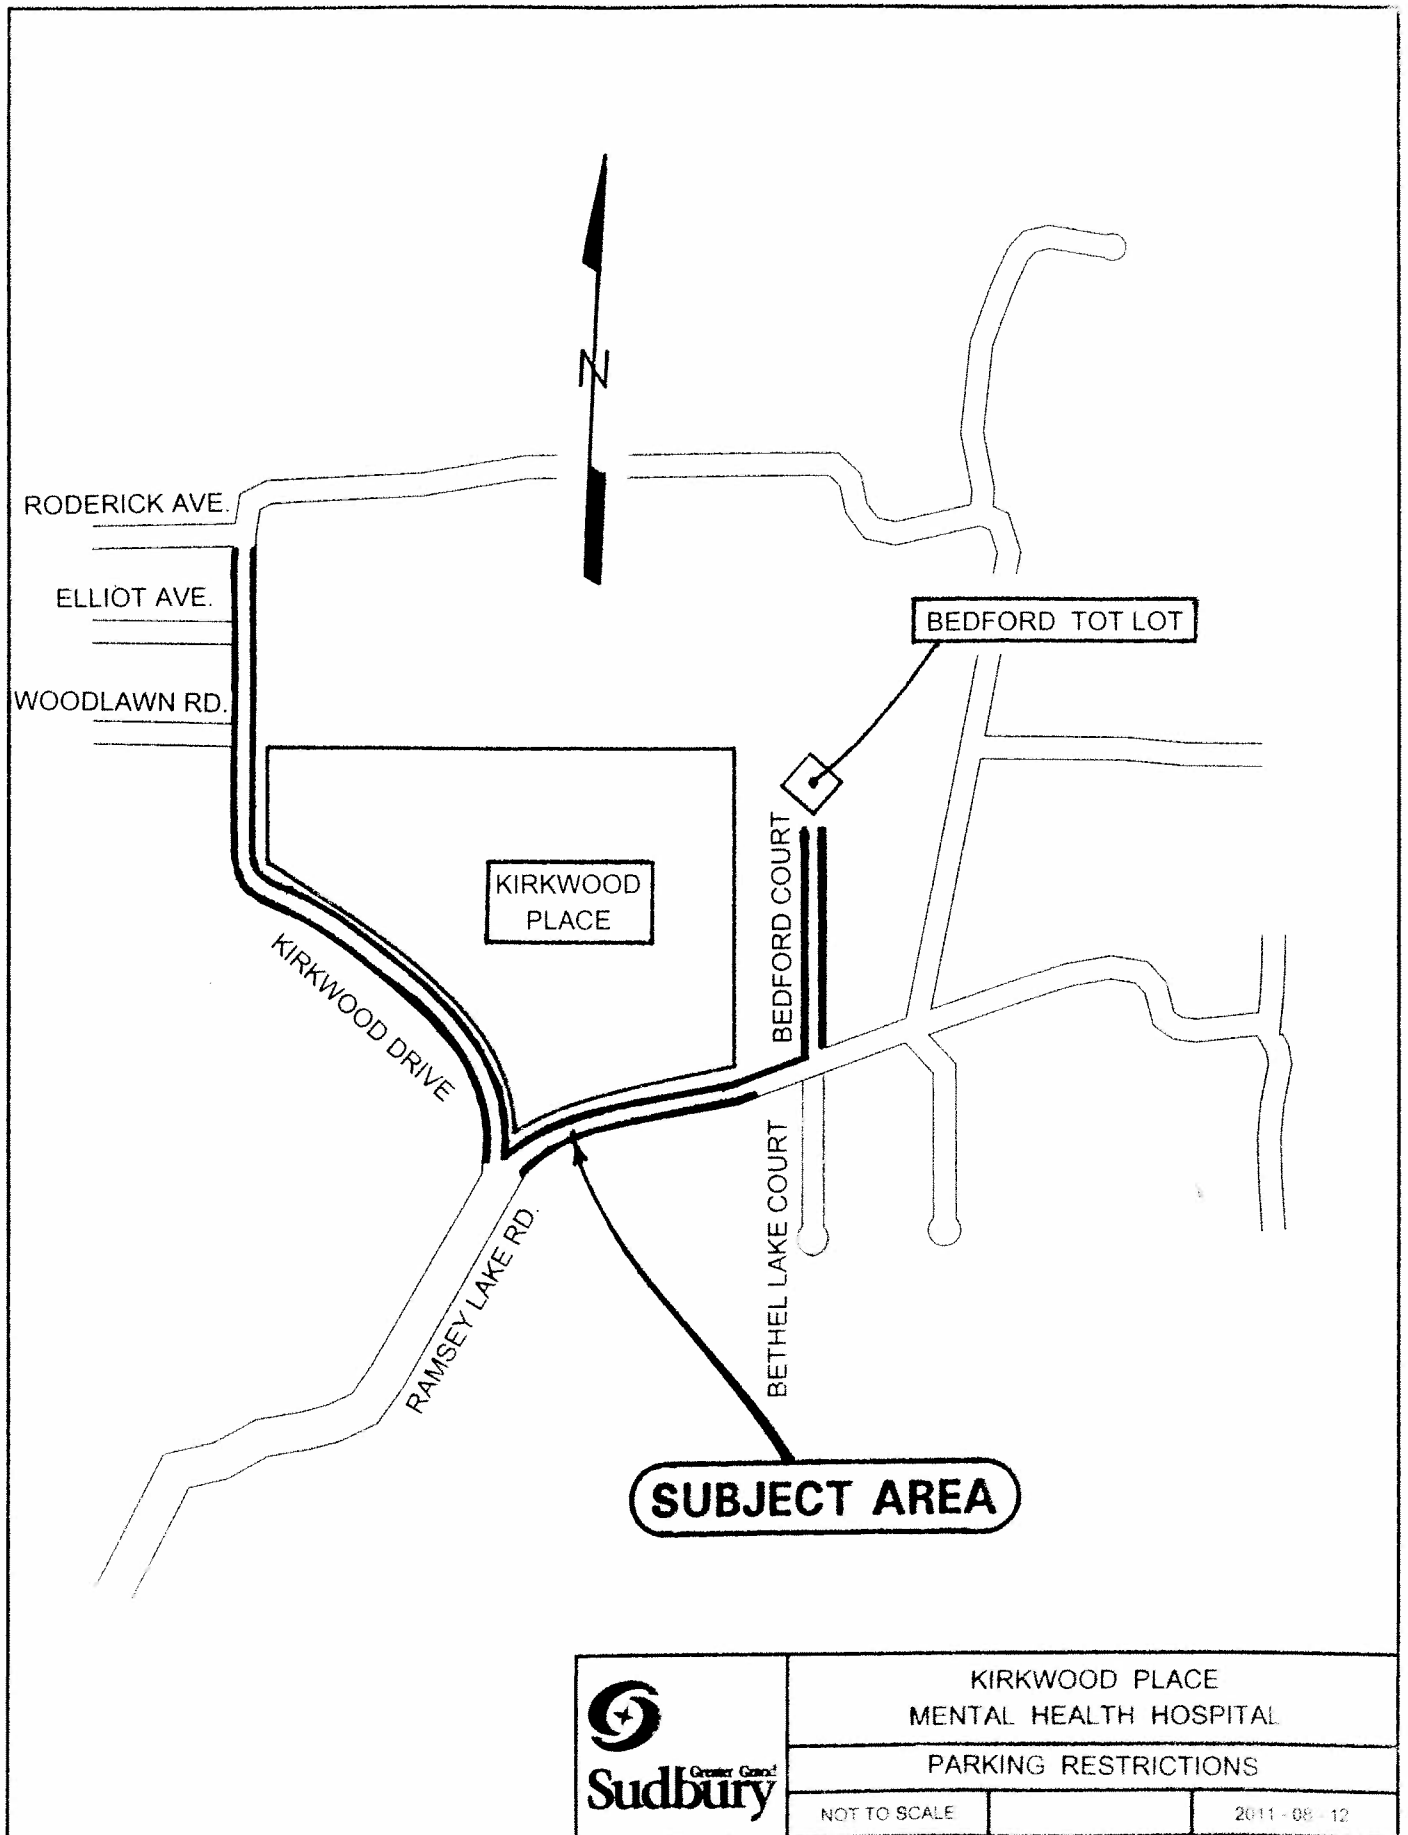 N
RODERICK AVE.
ELLIOT AVE.
BEDFORD TOT LOT
WOODLAWN RD.
KIRKWOOD
PLACE
BEDFORD COURT
KIRKWOOD DRIVE
BETHEL LAKE COURT
RAMSEY LAKE RD.
SUBJECT AREA
Greater Grand
Sudbury
KIRKWOOD PLACE
MENTAL HEALTH HOSPITAL
PARKING RESTRICTIONS
NOT TO SCALE
2011 - 08 - 12